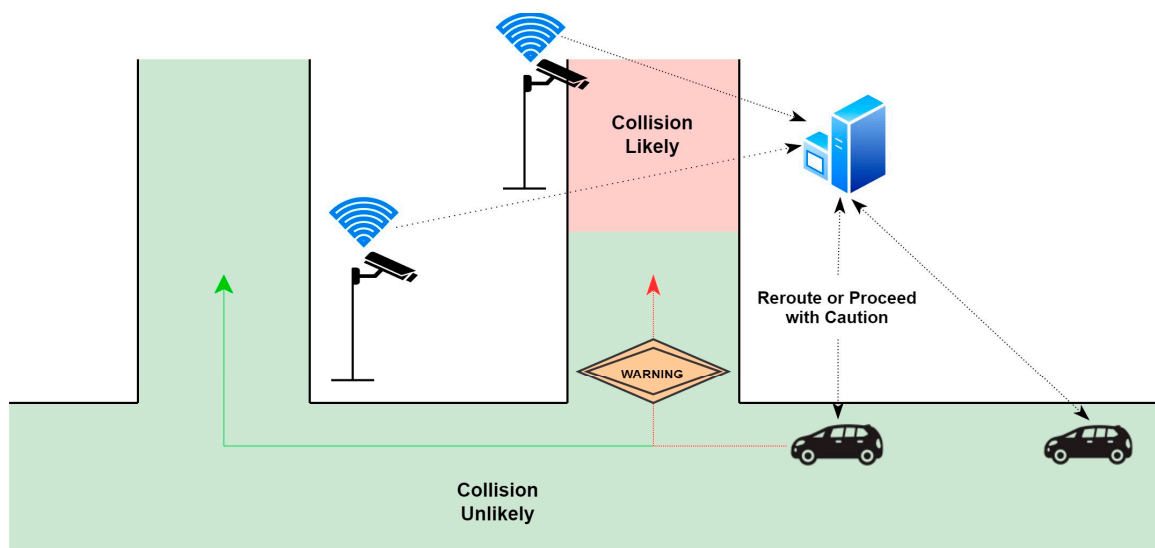 Collision
Likely
Reroute or Proceed
with Caution
WARNING
Collision
Unlikely